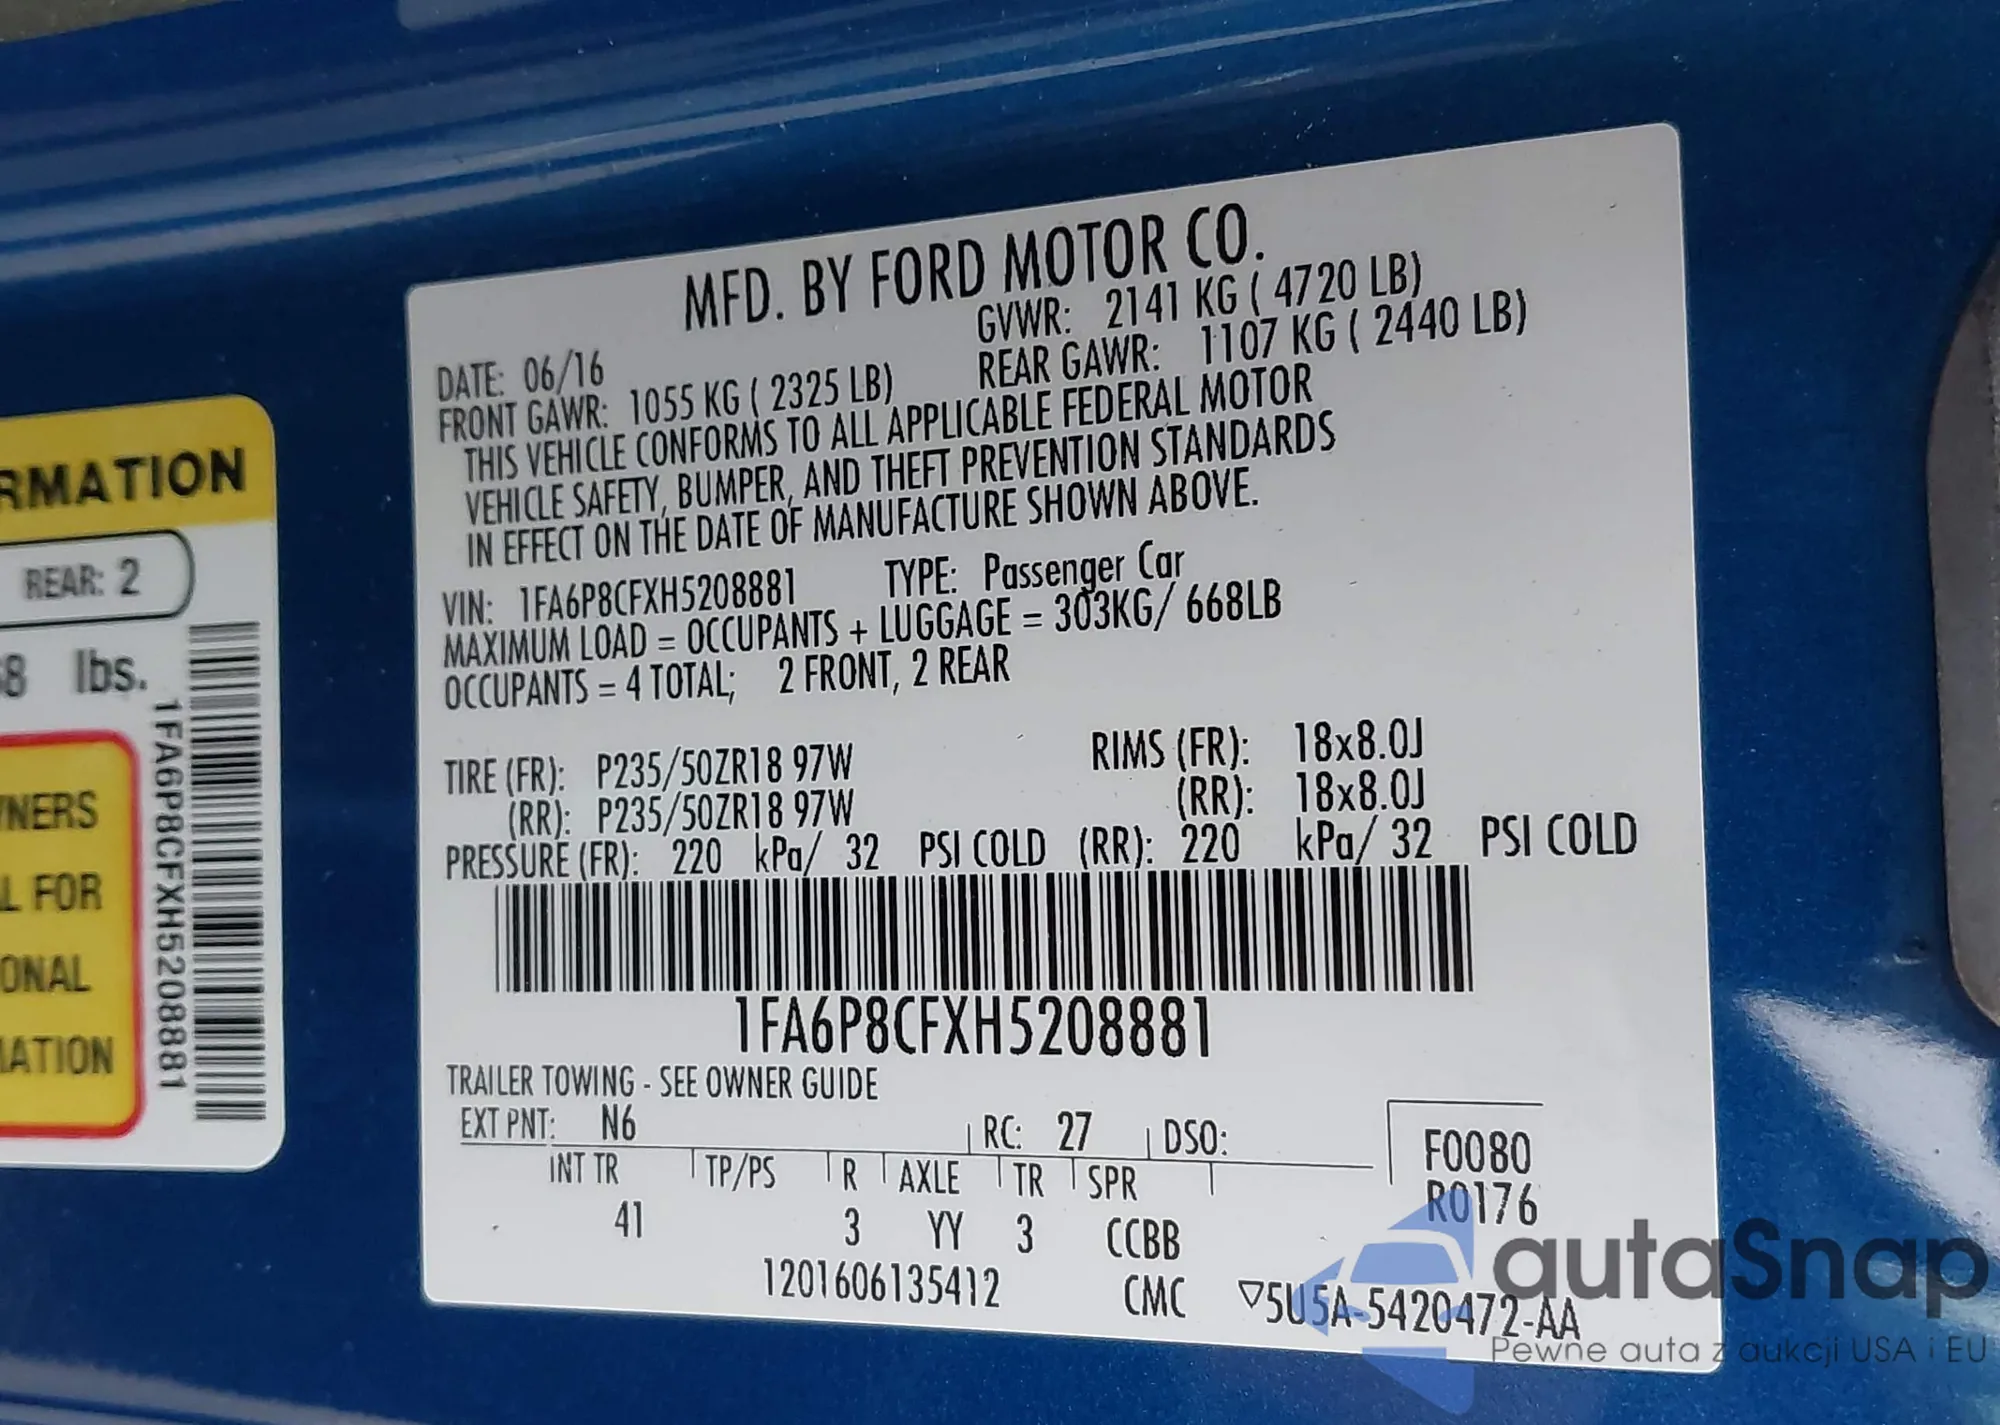 MFD. BY FORD MOTOR CO.
DATE: 06/16
GVWR: 2141 KG ( 4720 LB)
FRONT GAWR: 1055 KG ( 2325 LB)
REAR GAWR: 1107 KG ( 2440 LB)
THIS VEHICLE CONFORMS TO ALL APPLICABLE FEDERAL MOTOR
VEHICLE SAFETY, BUMPER, AND THEFT PREVENTION STANDARDS
IN EFFECT ON THE DATE OF MANUFACTURE SHOWN ABOVE.
VIN: 1FA6P8CFXH5208881 TYPE: Passenger Car
MAXIMUM LOAD = OCCUPANTS + LUGGAGE = 303KG/ 668LB
OCCUPANTS = 4 TOTAL; 2 FRONT, 2 REAR
TIRE (FR): P235/50ZR18 97W RIMS (FR): 18x8.0J
(RR): P235/50ZR18 97W (RR): 18x8.0J
PRESSURE (FR): 220 kPa/ 32 PSI COLD (RR): 220 kPa/ 32 PSI COLD
1FA6P8CFXH5208881
TRAILER TOWING - SEE OWNER GUIDE
EXT PNT: N6 RC: 27 DSO:
F0080
R0176
INT TR TP/PS R AXLE TR SPR
41 3 YY 3 CCBB
1201606135412 CMC ▽5U5A-5420472-AA
RMATION
REAR: 2
8 lbs.
1FA6P8CFXH5208881
NERS
L FOR
ONAL
ATION
autaSnap
Pewne auta z aukcji USA i EU